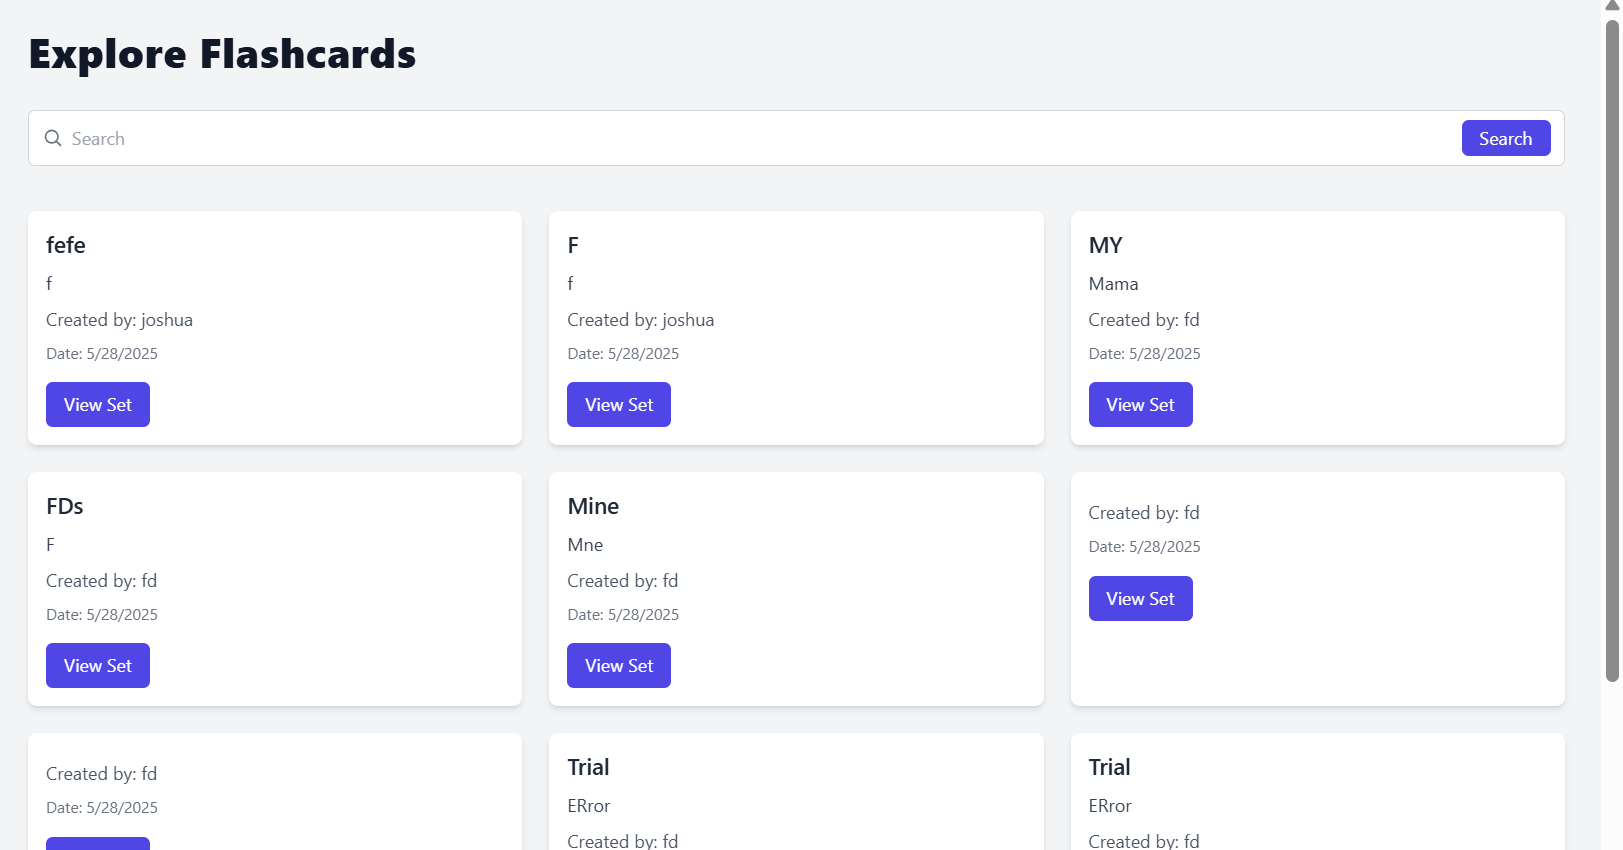 Explore Flashcards
Search
Search
fefe
f
Created by: joshua
Date: 5/28/2025
View Set
F
f
Created by: joshua
Date: 5/28/2025
View Set
MY
Mama
Created by: fd
Date: 5/28/2025
View Set
FDs
F
Created by: fd
Date: 5/28/2025
View Set
Mine
Mne
Created by: fd
Date: 5/28/2025
View Set
Created by: fd
Date: 5/28/2025
View Set
Created by: fd
Date: 5/28/2025
Trial
ERror
Created by: fd
Trial
ERror
Created by: fd